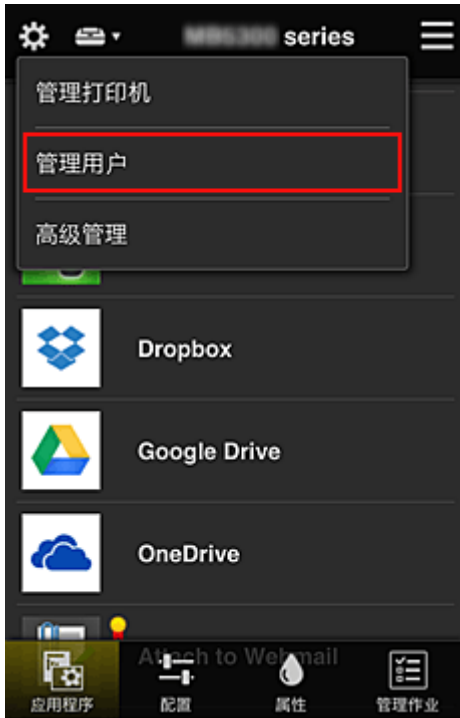 series
管理打印机
管理用户
高级管理
Dropbox
Google Drive
OneDrive
Attach to Webmail
应用程序
配置
属性
管理作业